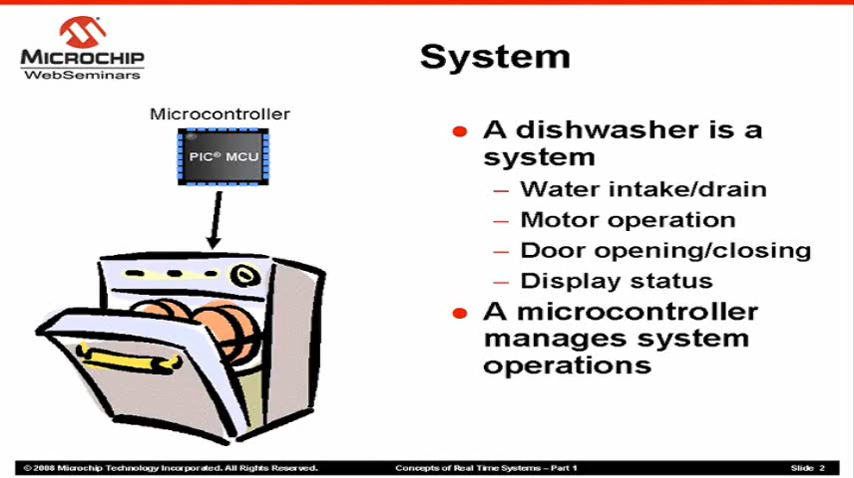 MICROCHIP
WebSeminars
System
Microcontroller
PIC® MCU
● A dishwasher is a
system
– Water intake/drain
– Motor operation
– Door opening/closing
– Display status
● A microcontroller
manages system
operations
© 2008 Microchip Technology Incorporated. All Rights Reserved.
Concepts of Real Time Systems – Part 1
Slide 2